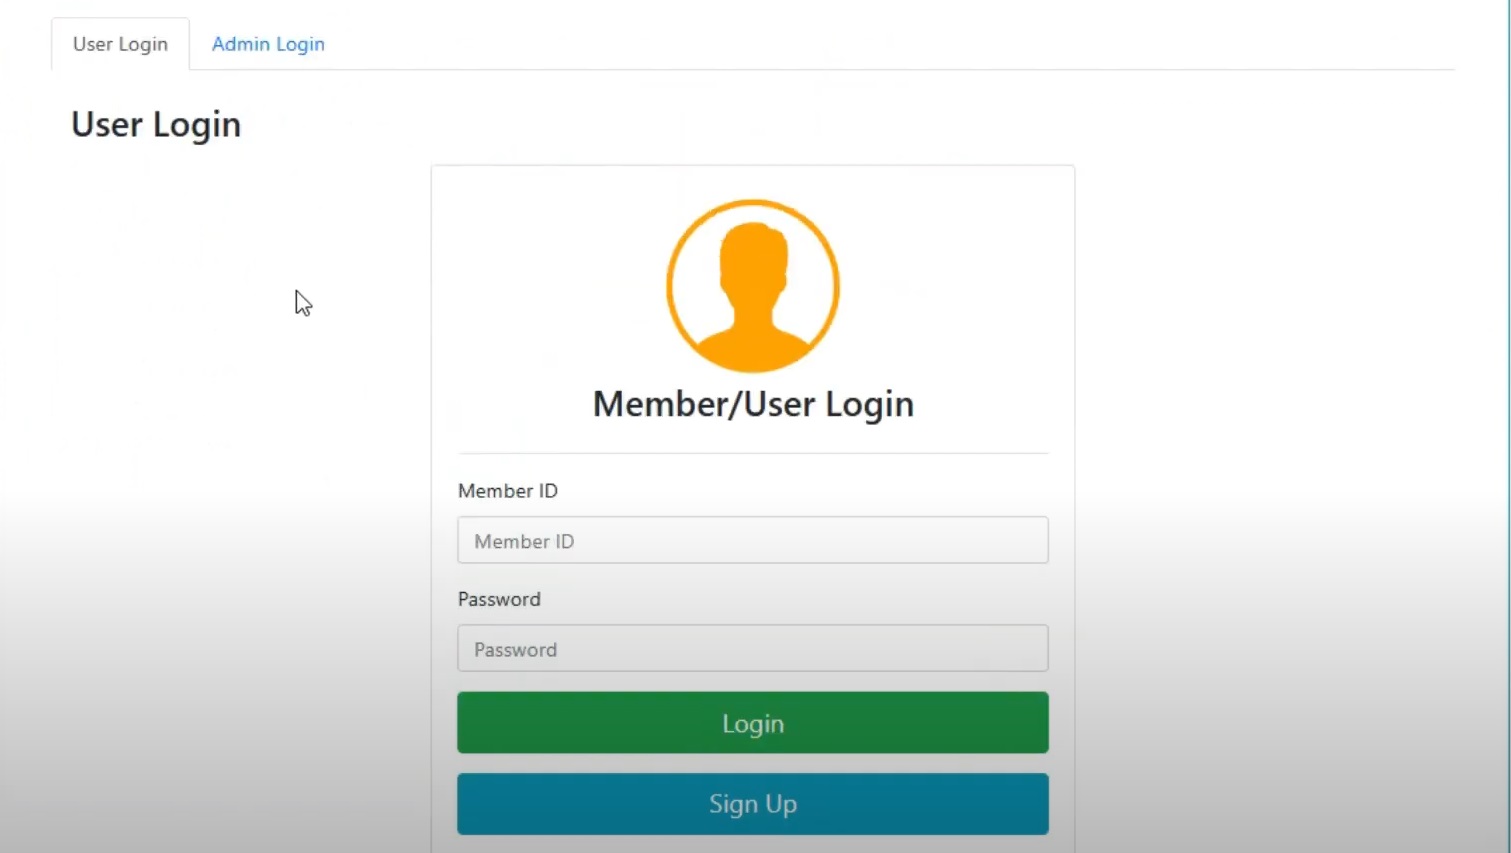 User Login
Admin Login
User Login
Member/User Login
Member ID
Member ID
Password
Password
Login
Sign Up